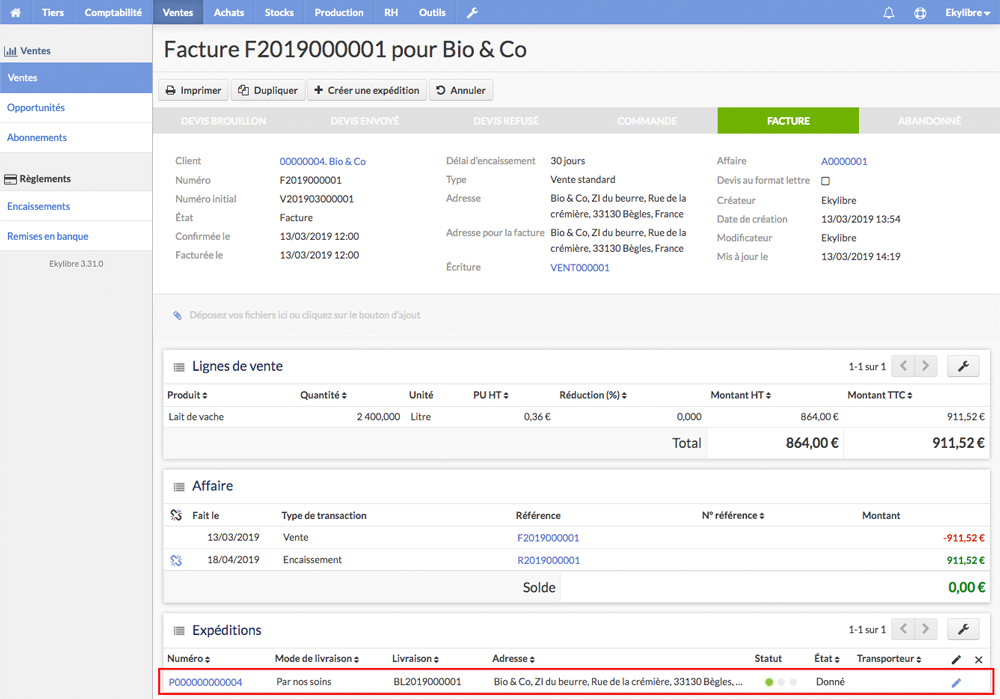 Tiers Comptabilité Ventes Achats Stocks Production RH Outils Ekylibre
Ventes
Ventes
Opportunités
Abonnements
Règlements
Encaissements
Remises en banque
Ekylibre 3.31.0
Facture F2019000001 pour Bio & Co
Imprimer Dupliquer Créer une expédition Annuler
DEVIS BROUILLON DEVIS ENVOYÉ DEVIS REFUSÉ COMMANDE FACTURE ABANDONNÉ
Client 00000004. Bio & Co
Numéro F2019000001
Numéro initial V201903000001
État Facture
Confirmée le 13/03/2019 12:00
Facturée le 13/03/2019 12:00
Délai d'encaissement 30 jours
Type Vente standard
Adresse Bio & Co, ZI du beurre, Rue de la
crémière, 33130 Bègles, France
Adresse pour la facture Bio & Co, ZI du beurre, Rue de la
crémière, 33130 Bègles, France
Écriture VENT000001
Affaire A0000001
Devis au format lettre
Créateur Ekylibre
Date de création 13/03/2019 13:54
Modificateur Ekylibre
Mis à jour le 13/03/2019 14:19
Déposez vos fichiers ici ou cliquez sur le bouton d'ajout
Lignes de vente 1-1 sur 1
Produit Quantité Unité PU HT Réduction (%) Montant HT Montant TTC
Lait de vache 2 400,000 Litre 0,36 € 0,000 864,00 € 911,52 €
Total 864,00 € 911,52 €
Affaire
Fait le Type de transaction Référence N° référence Montant
13/03/2019 Vente F2019000001 -911,52 €
18/04/2019 Encaissement R2019000001 911,52 €
Solde 0,00 €
Expéditions 1-1 sur 1
Numéro Mode de livraison Livraison Adresse Statut État Transporteur
P000000000004 Par nos soins BL2019000001 Bio & Co, ZI du beurre, Rue de la crémière, 33130 Bègles, ... Donné